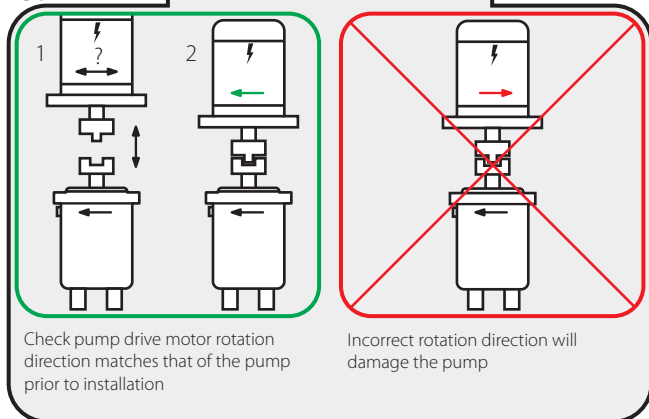 1
?
2
Check pump drive motor rotation
direction matches that of the pump
prior to installation
Incorrect rotation direction will
damage the pump